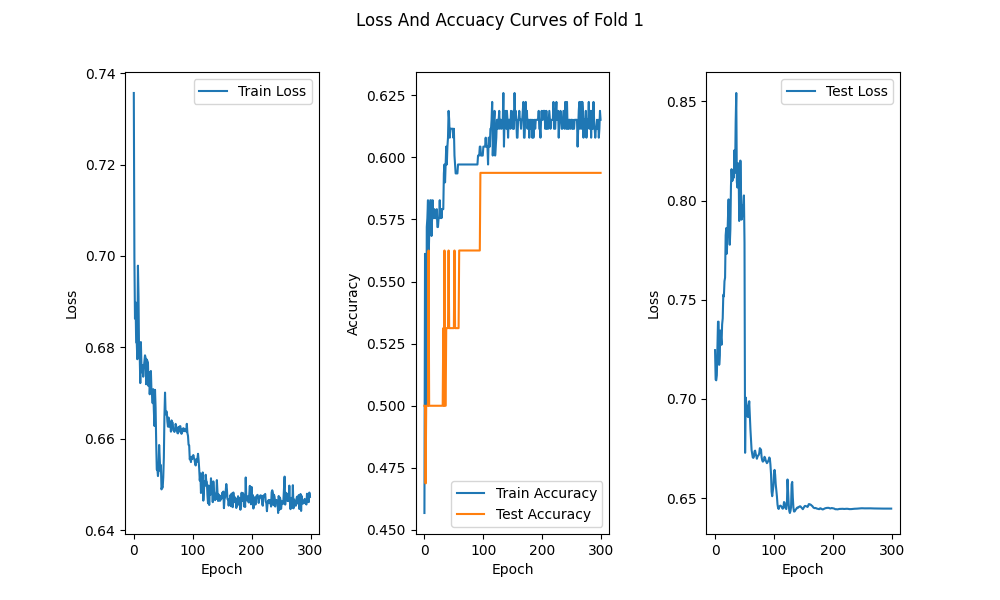 Loss And Accuacy Curves of Fold 1
Train Loss
0.74
0.72
0.70
0.68
0.66
0.64
Loss
0 100 200 300
Epoch
0.625
0.600
0.575
0.550
0.525
0.500
0.475
0.450
Accuracy
Train Accuracy
Test Accuracy
0 100 200 300
Epoch
Test Loss
0.85
0.80
0.75
0.70
0.65
Loss
0 100 200 300
Epoch